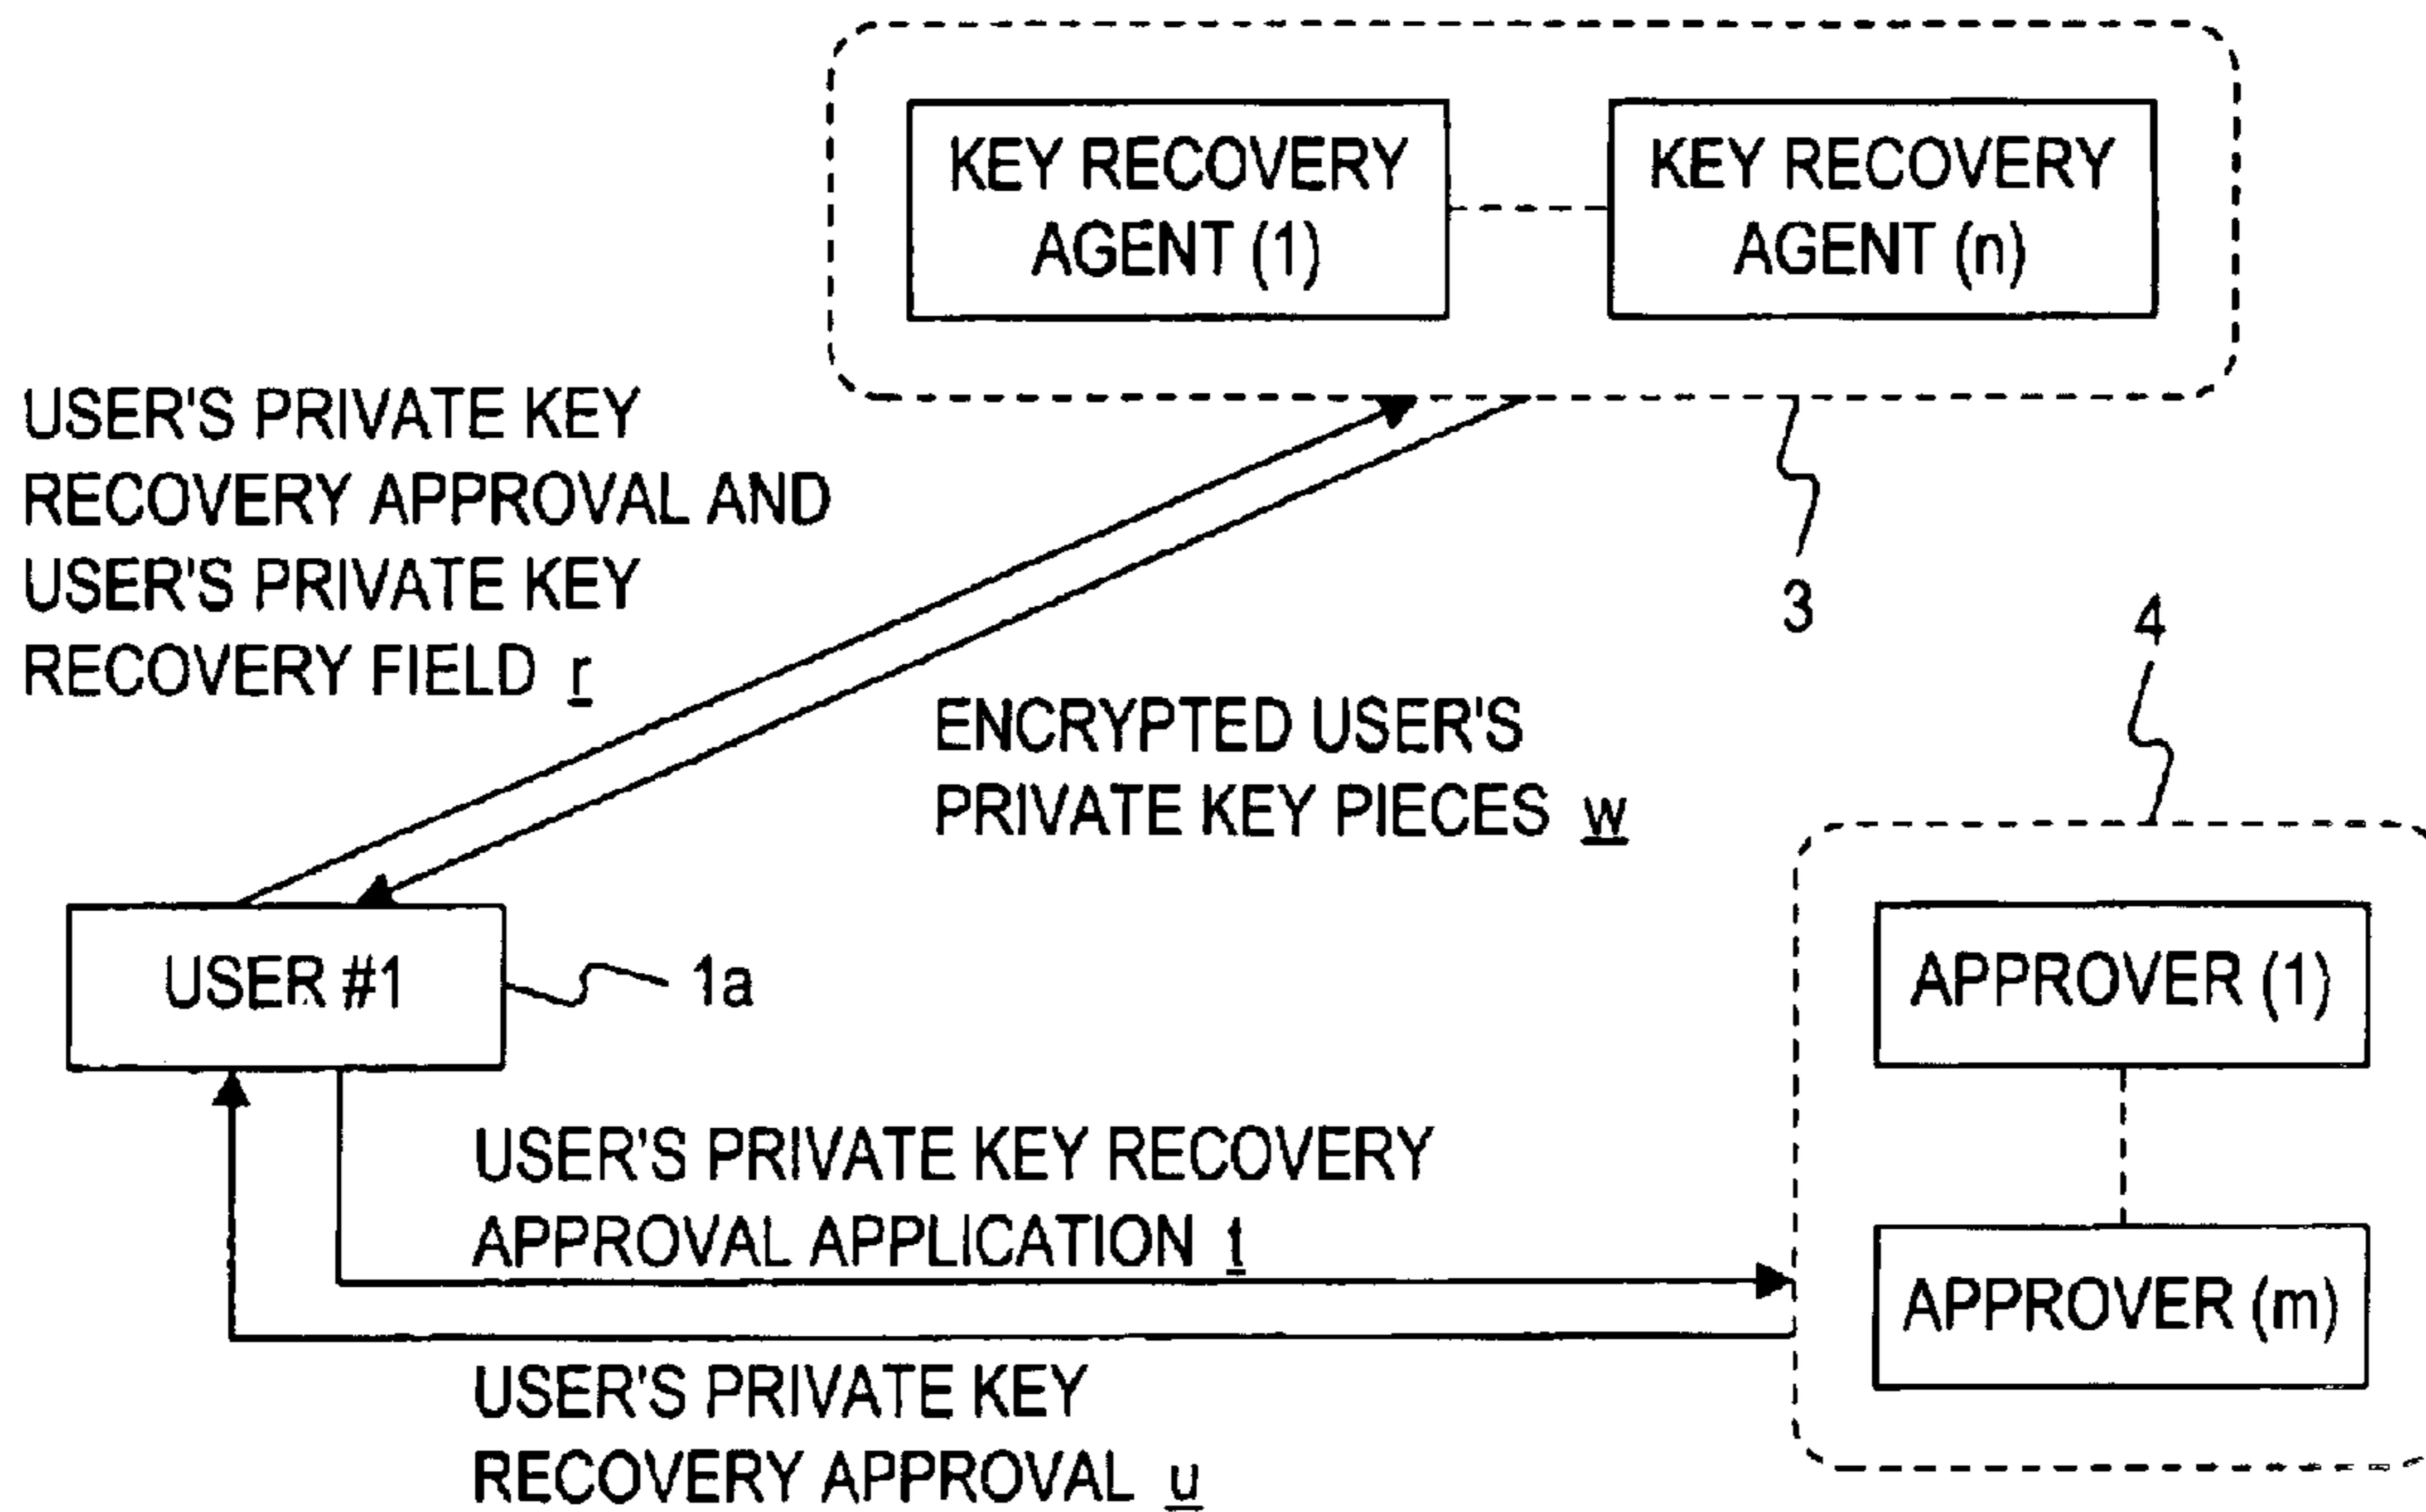 KEY RECOVERY
AGENT (1)
KEY RECOVERY
AGENT (n)
USER'S PRIVATE KEY
RECOVERY APPROVAL AND
USER'S PRIVATE KEY
RECOVERY FIELD r
3
4
ENCRYPTED USER'S
PRIVATE KEY PIECES w
USER #1
1a
APPROVER (1)
USER'S PRIVATE KEY RECOVERY
APPROVAL APPLICATION t
APPROVER (m)
USER'S PRIVATE KEY
RECOVERY APPROVAL u